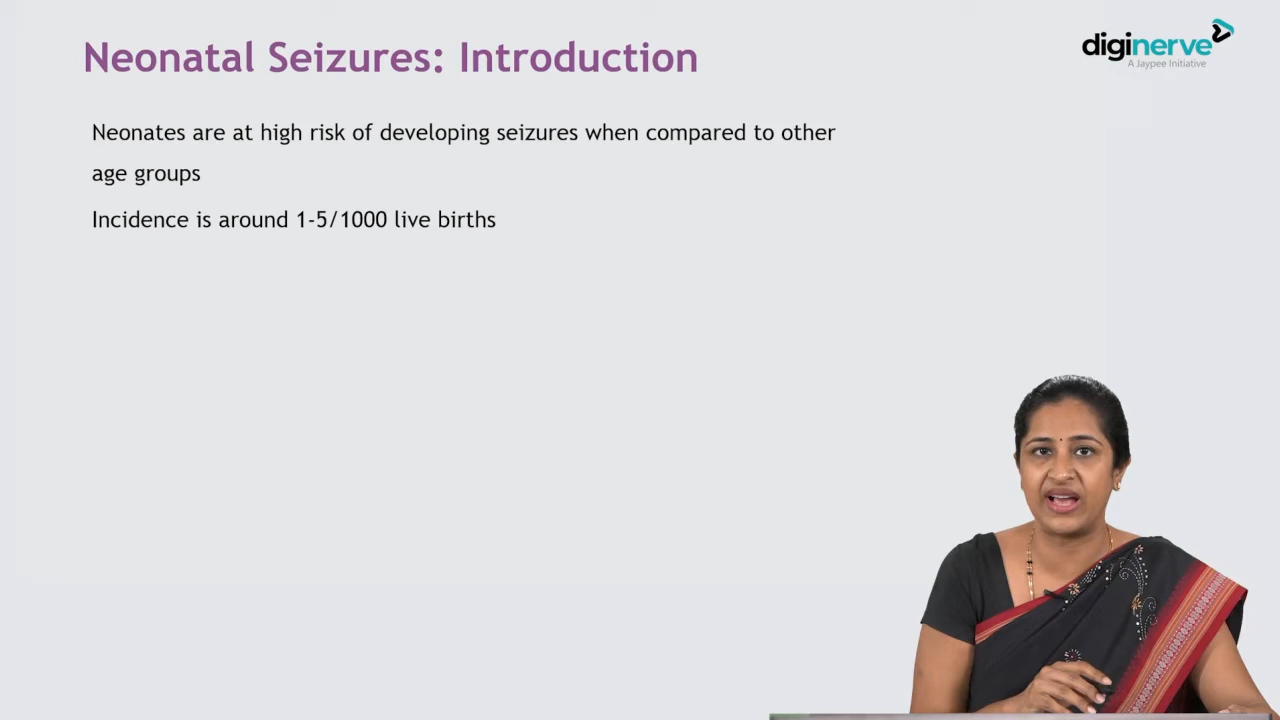 Neonatal Seizures: Introduction
diginerve
A Jaypee Initiative
Neonates are at high risk of developing seizures when compared to other
age groups
Incidence is around 1-5/1000 live births